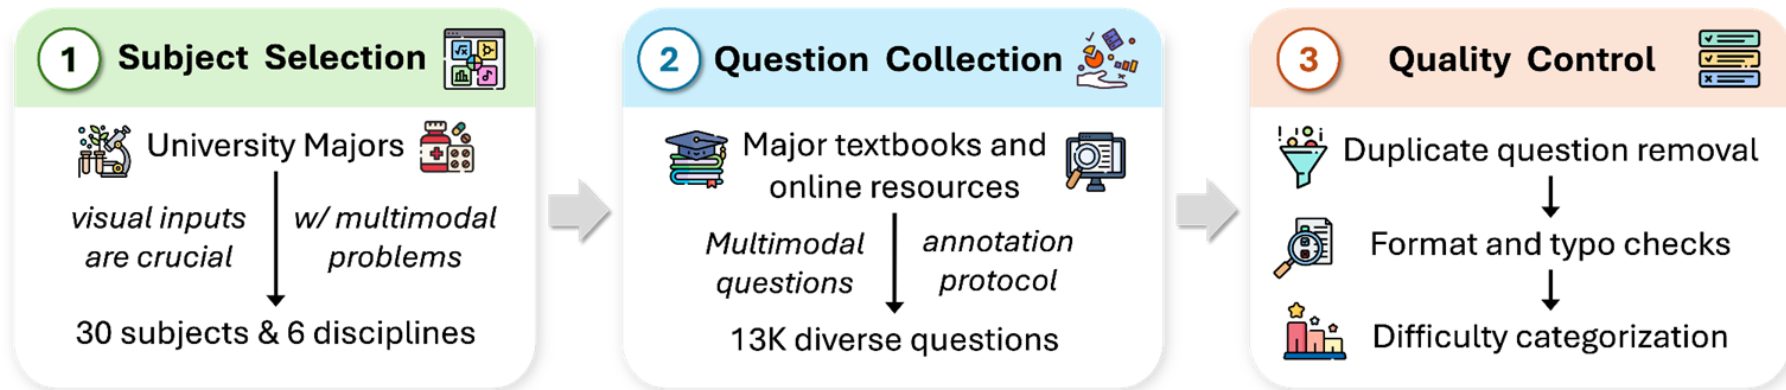 1 Subject Selection
University Majors
visual inputs
are crucial
w/ multimodal
problems
30 subjects & 6 disciplines
2 Question Collection
Major textbooks and
online resources
Multimodal
questions
annotation
protocol
13K diverse questions
3 Quality Control
Duplicate question removal
Format and typo checks
Difficulty categorization